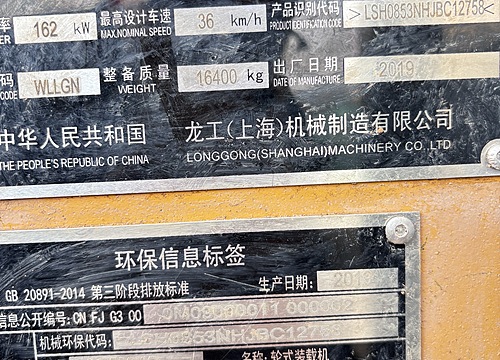 率 162 kW 最高设计车速 36 km/h 产品识别代码 >LSH0853NHJBC12758<
ER MAX.NOMINAL SPEED PRODUCT IDENTIFICATION CODE
码 WLLGN 整备质量 16400 kg 出厂日期 2019
CODE WEIGHT DATE OF MANUFACTURE
中华人民共和国 龙工(上海)机械制造有限公司
THE PEOPLE'S REPUBLIC OF CHINA LONGGONG(SHANGHAI)MACHINERY CO.,LTD.
环保信息标签
GB 20891-2014 第三阶段排放标准 生产日期:
信息公开编号: CN FJ G3 00
机械环保代码:
名称: 轮式装载机